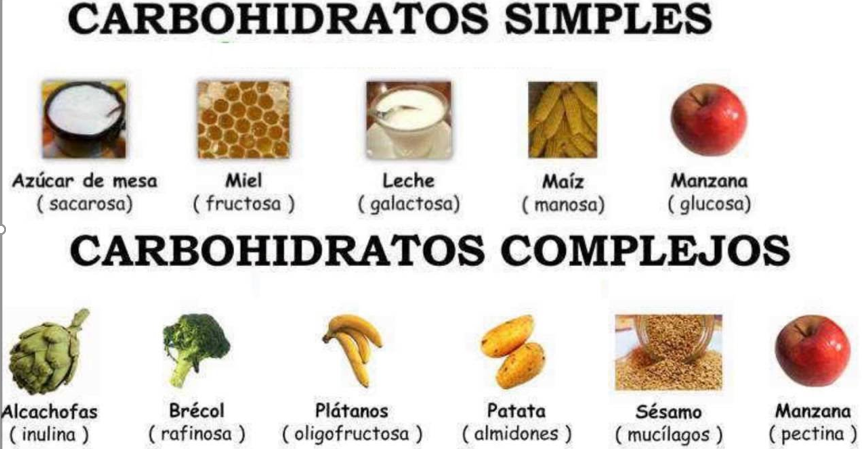 CARBOHIDRATOS SIMPLES
Azúcar de mesa Miel Leche Maíz Manzana
( sacarosa) ( fructosa ) ( galactosa) ( manosa) ( glucosa)
CARBOHIDRATOS COMPLEJOS
Alcachofas Brécol Plátanos Patata Sésamo Manzana
( inulina ) ( rafinosa ) ( oligofructosa ) ( almidones ) ( mucílagos ) ( pectina )